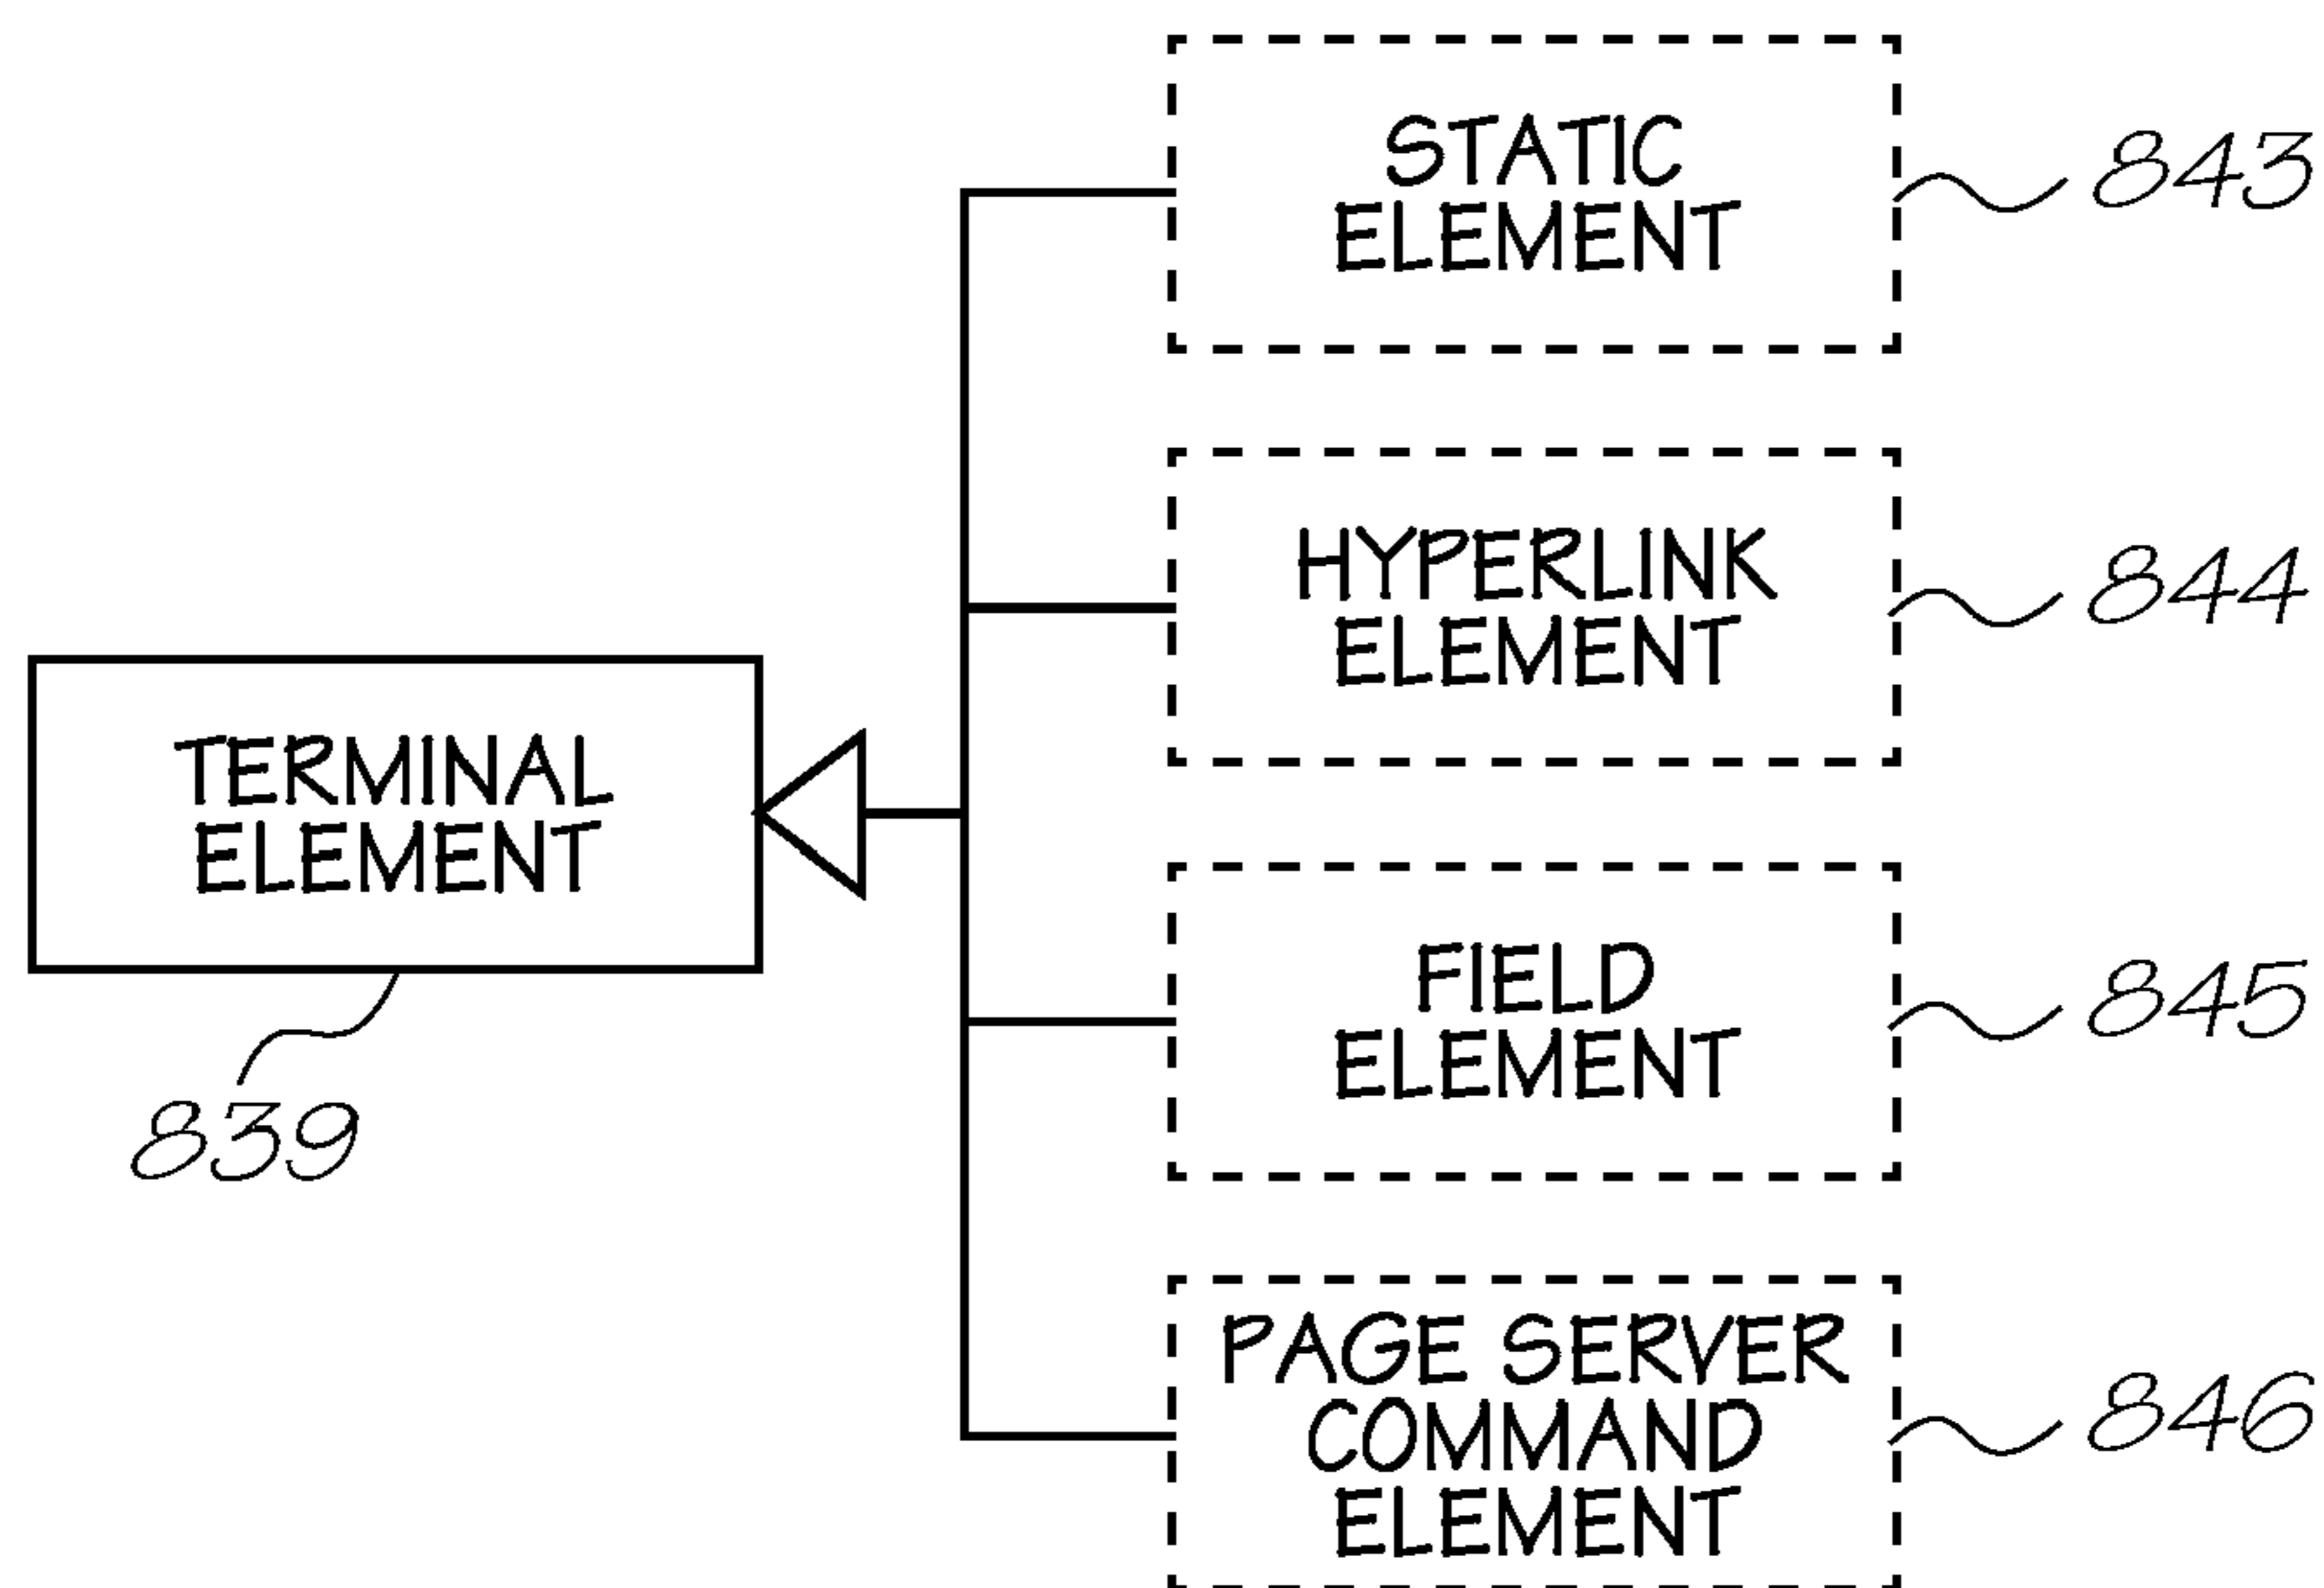 STATIC
ELEMENT
843
HYPERLINK
ELEMENT
844
TERMINAL
ELEMENT
839
FIELD
ELEMENT
845
PAGE SERVER
COMMAND
ELEMENT
846